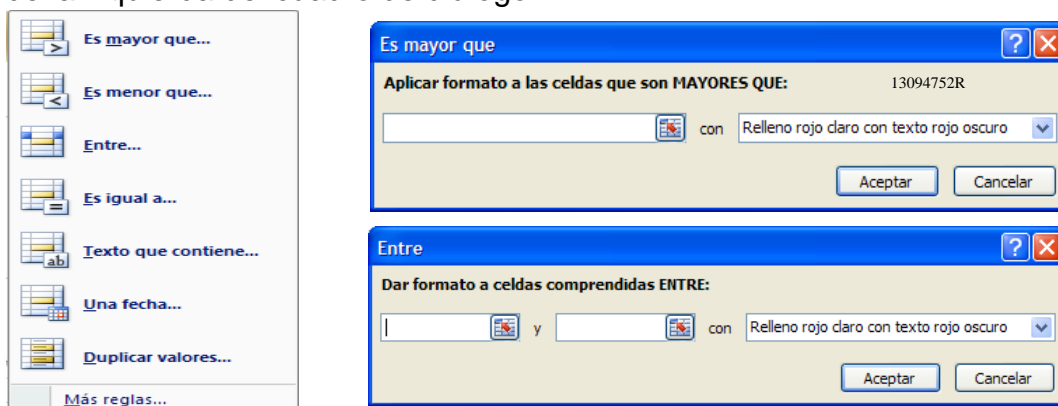 Es mayor que...
Es menor que...
Entre...
Es igual a...
Texto que contiene...
Una fecha...
Duplicar valores...
Más reglas...
Es mayor que
Aplicar formato a las celdas que son MAYORES QUE: 13094752R
con Relleno rojo claro con texto rojo oscuro
Aceptar Cancelar
Entre
Dar formato a celdas comprendidas ENTRE:
y con Relleno rojo claro con texto rojo oscuro
Aceptar Cancelar